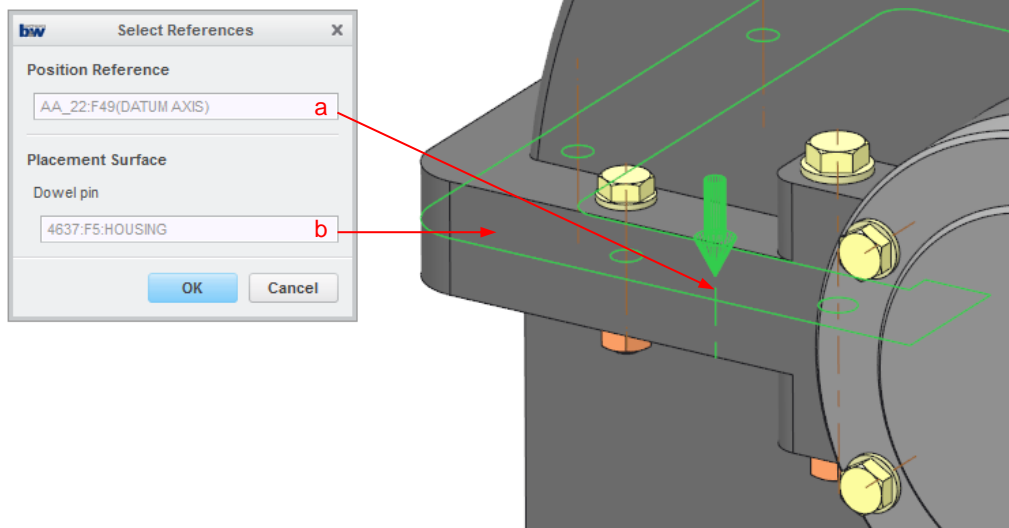 bw
Select References
X
Position Reference
AA_22:F49(DATUM AXIS)
a
Placement Surface
Dowel pin
4637:F5:HOUSING
b
OK
Cancel